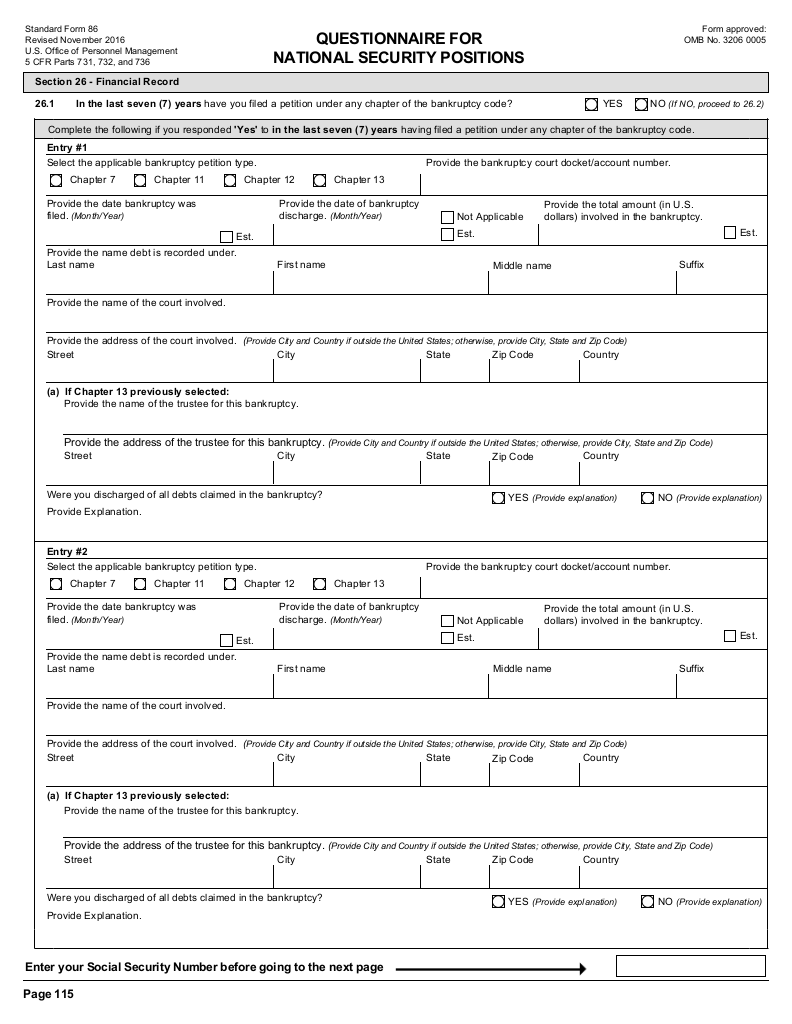 Standard Form 86
Revised November 2016
U.S. Office of Personnel Management
5 CFR Parts 731, 732, and 736
QUESTIONNAIRE FOR
NATIONAL SECURITY POSITIONS
Form approved:
OMB No. 3206 0005
Section 26 - Financial Record
26.1 In the last seven (7) years have you filed a petition under any chapter of the bankruptcy code? YES NO (If NO, proceed to 26.2)
Complete the following if you responded 'Yes' to in the last seven (7) years having filed a petition under any chapter of the bankruptcy code.
Entry #1
Select the applicable bankruptcy petition type. Provide the bankruptcy court docket/account number.
Chapter 7 Chapter 11 Chapter 12 Chapter 13
Provide the date bankruptcy was
filed. (Month/Year)
Est.
Provide the date of bankruptcy
discharge. (Month/Year)
Not Applicable
Est.
Provide the total amount (in U.S.
dollars) involved in the bankruptcy.
Est.
Provide the name debt is recorded under.
Last name First name Middle name Suffix
Provide the name of the court involved.
Provide the address of the court involved. (Provide City and Country if outside the United States; otherwise, provide City, State and Zip Code)
Street City State Zip Code Country
(a) If Chapter 13 previously selected:
Provide the name of the trustee for this bankruptcy.
Provide the address of the trustee for this bankruptcy. (Provide City and Country if outside the United States; otherwise, provide City, State and Zip Code)
Street City State Zip Code Country
Were you discharged of all debts claimed in the bankruptcy? YES (Provide explanation) NO (Provide explanation)
Provide Explanation.
Entry #2
Select the applicable bankruptcy petition type. Provide the bankruptcy court docket/account number.
Chapter 7 Chapter 11 Chapter 12 Chapter 13
Provide the date bankruptcy was
filed. (Month/Year)
Est.
Provide the date of bankruptcy
discharge. (Month/Year)
Not Applicable
Est.
Provide the total amount (in U.S.
dollars) involved in the bankruptcy.
Est.
Provide the name debt is recorded under.
Last name First name Middle name Suffix
Provide the name of the court involved.
Provide the address of the court involved. (Provide City and Country if outside the United States; otherwise, provide City, State and Zip Code)
Street City State Zip Code Country
(a) If Chapter 13 previously selected:
Provide the name of the trustee for this bankruptcy.
Provide the address of the trustee for this bankruptcy. (Provide City and Country if outside the United States; otherwise, provide City, State and Zip Code)
Street City State Zip Code Country
Were you discharged of all debts claimed in the bankruptcy? YES (Provide explanation) NO (Provide explanation)
Provide Explanation.
Enter your Social Security Number before going to the next page
Page 115